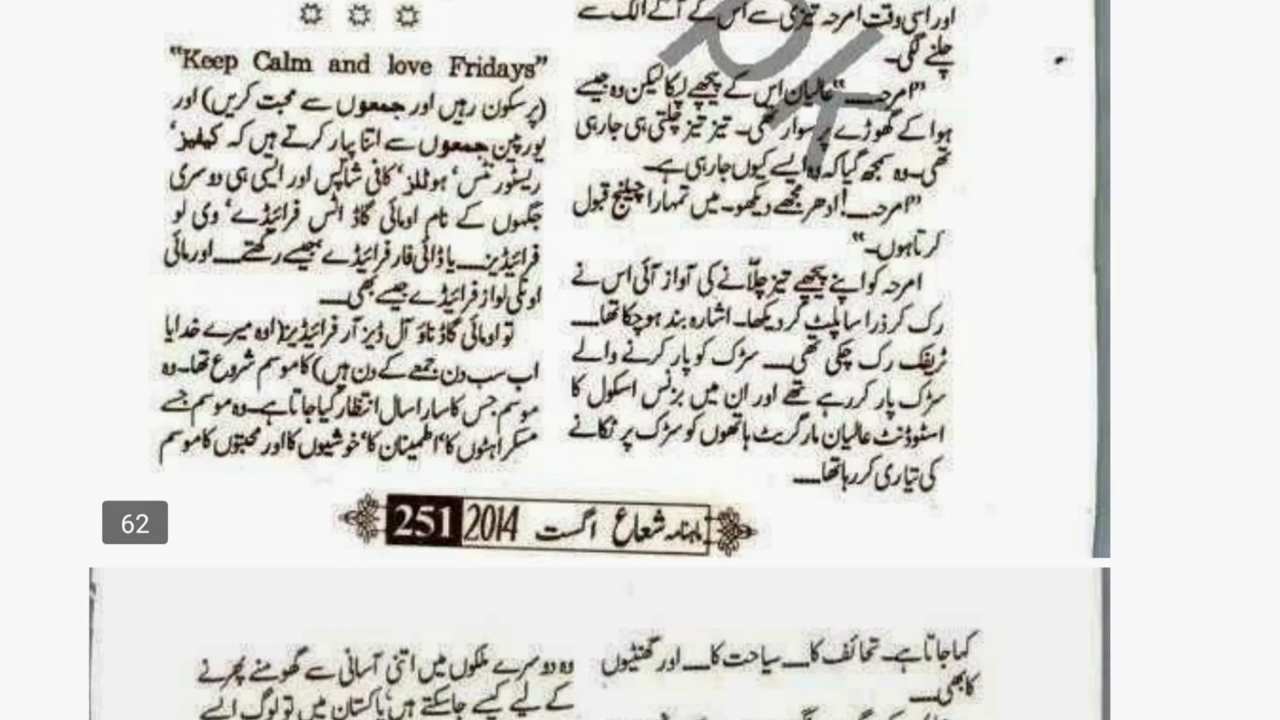 اور اسی وقت امرحہ تیزی سے اس کے آگے الگ سے
چلنے لگی۔
"امرحہ۔۔۔" عالیان اس کے پیچھے لپکا لیکن وہ جیسے
ہوا کے گھوڑے پر سوار تھی۔ تیز تیز چلتی ہی جا رہی
تھی۔ وہ سمجھ گیا کہ وہ ایسے کیوں جا رہی ہے۔
"امرحہ۔۔۔! ادھر مجھے دیکھو۔ میں تمہارا چیلنج قبول
کرتا ہوں۔"
امرحہ کو اپنے پیچھے تیز چلّانے کی آواز آئی اس نے
رک کر ذرا سا پلٹ کر دیکھا۔ اشارہ بند ہو چکا تھا۔۔۔
ٹریفک رک چکی تھی۔۔۔ سڑک کو پار کرنے والے
سڑک پار کر رہے تھے اور ان میں بزنس اسکول کا
اسٹوڈنٹ عالیان مارگریٹ ہاتھوں کو سڑک پر ٹکانے
کی تیاری کر رہا تھا۔۔۔
"Keep Calm and love Fridays"
(پرسکون رہیں اور جمعوں سے محبت کریں) اور
یورپین جمعوں سے اتنا پیار کرتے ہیں کہ کیفیز'
ریسٹورنٹس' ہوٹلز' کافی شاپس اور ایسی ہی دوسری
جگہوں کے نام اومائی گاڈ اٹس فرائیڈے' وی لو
فرائیڈیز۔۔۔ یا ڈائی فار فرائیڈے جیسے رکھتے۔۔۔ اور مائی
اونکی لواز فرائیڈے جیسے بھی۔۔۔
تو اومائی گاڈ ناؤ آل ڈیز آر فرائیڈیز (اوہ میرے خدایا
اب سب دن جمعے کے دن ہیں) کا موسم شروع تھا۔ وہ
موسم جس کا سارا سال انتظار کیا جاتا ہے۔ وہ موسم جسے
مسکراہٹوں کا' اطمینان کا' خوشیوں کا اور محبتوں کا موسم
62
ماہنامہ شعاع اگست 2014 251
کہا جاتا ہے۔ تحائف کا۔۔۔ سیاحت کا۔۔۔ اور گھنٹیوں
کا بھی۔۔۔
وہ دوسرے ملکوں میں اتنی آسانی سے گھومنے پھرنے
کے لیے کیسے جا سکتے ہیں' پاکستان میں تو لوگ ایسے